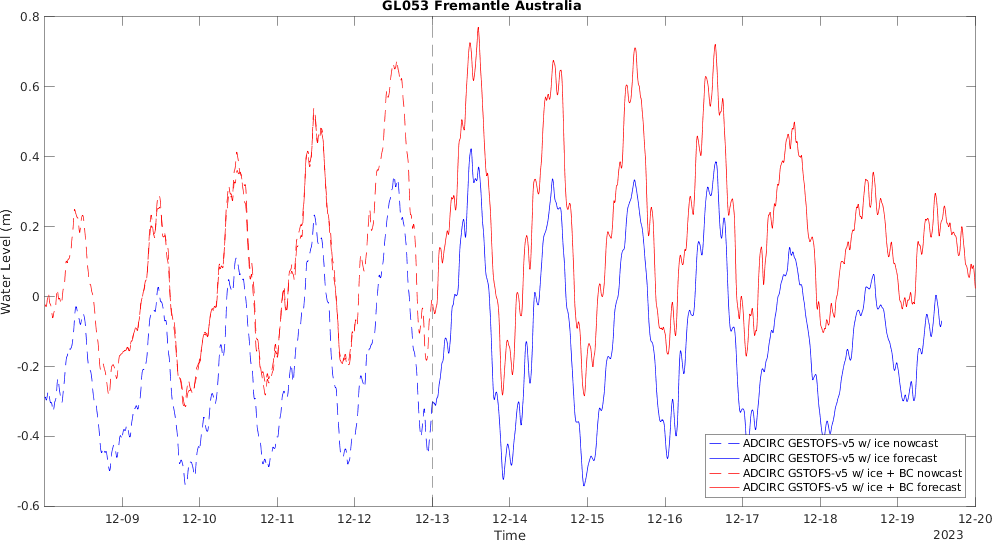 GL053 Fremantle Australia
Water Level (m)
0.8
0.6
0.4
0.2
0
-0.2
-0.4
-0.6
12-09 12-10 12-11 12-12 12-13 12-14 12-15 12-16 12-17 12-18 12-19 12-20
Time
2023
ADCIRC GESTOFS-v5 w/ ice nowcast
ADCIRC GESTOFS-v5 w/ ice forecast
ADCIRC GSTOFS-v5 w/ ice + BC nowcast
ADCIRC GSTOFS-v5 w/ ice + BC forecast